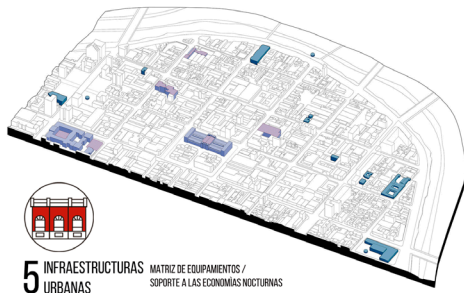 5 INFRAESTRUCTURAS
URBANAS
MATRIZ DE EQUIPAMIENTOS /
SOPORTE A LAS ECONOMÍAS NOCTURNAS